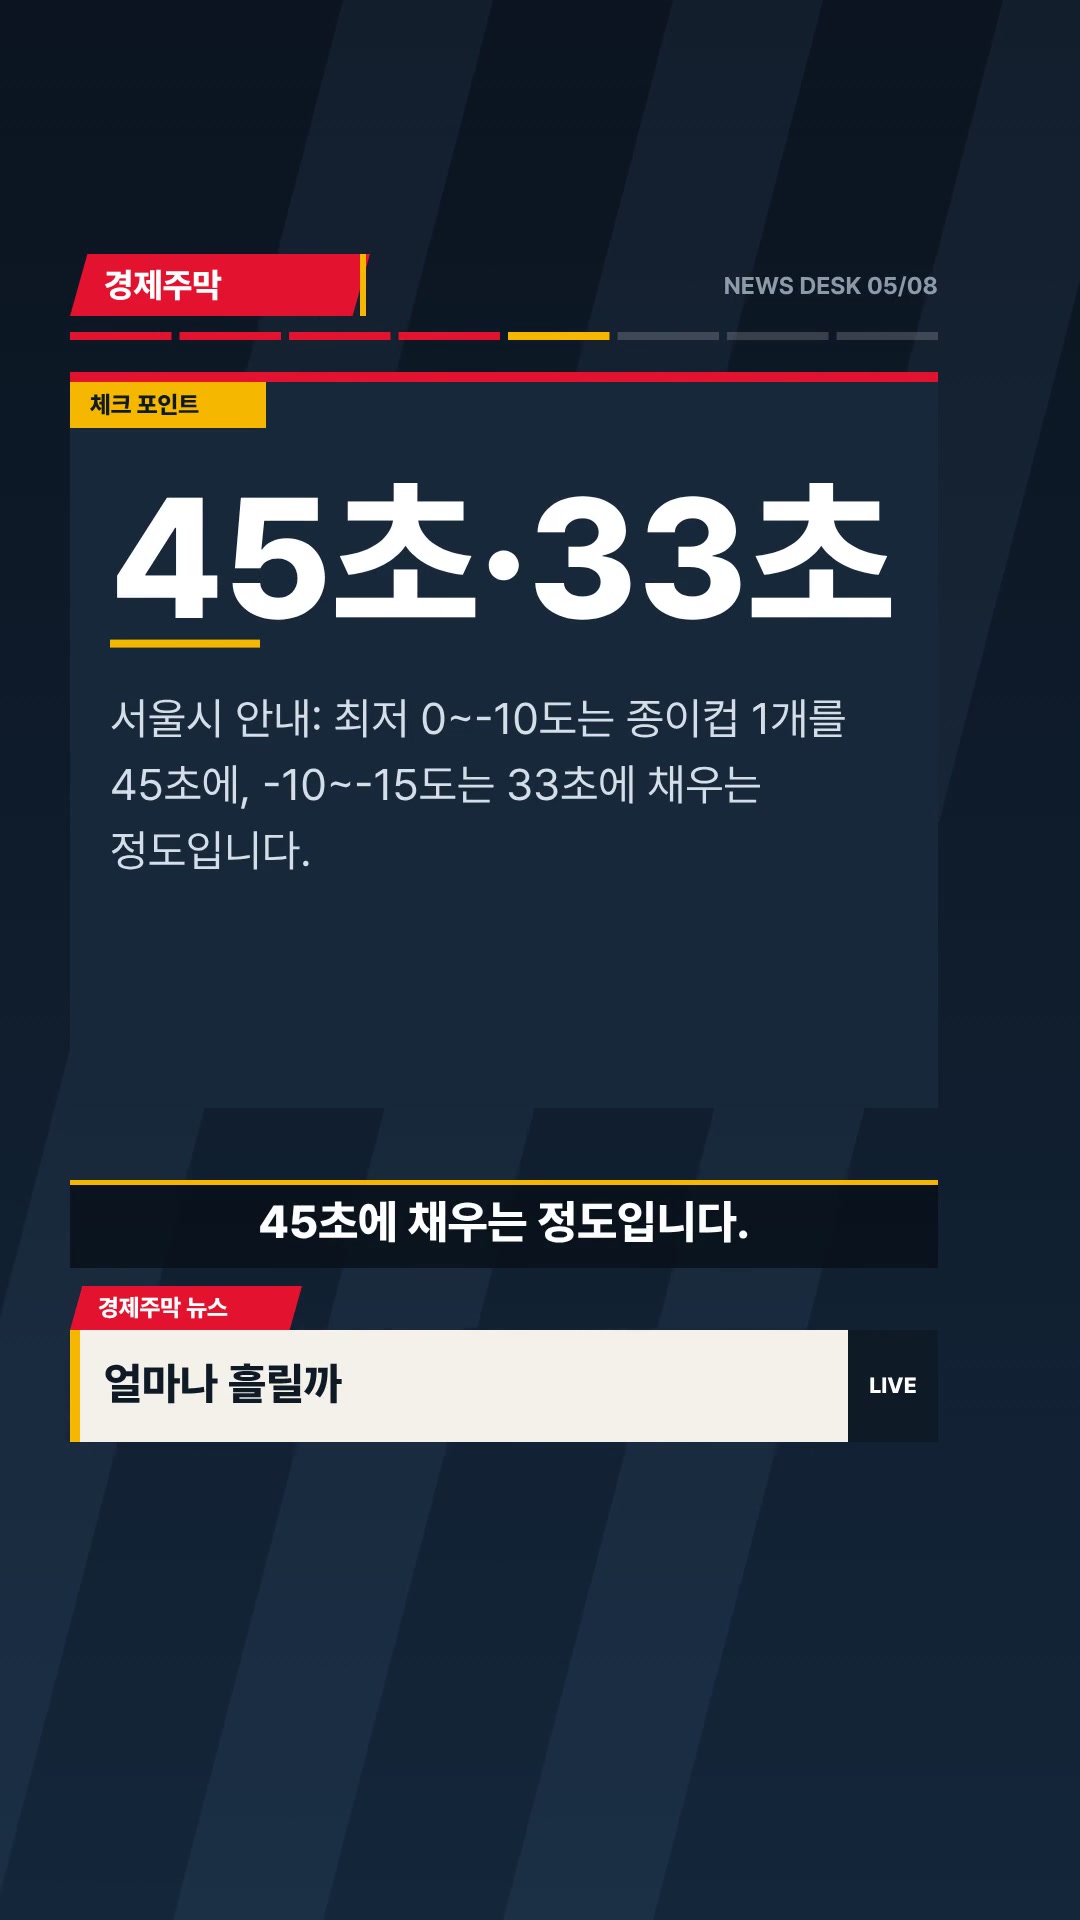 경제주막
NEWS DESK 05/08
체크 포인트
45초·33초
서울시 안내: 최저 0~-10도는 종이컵 1개를
45초에, -10~-15도는 33초에 채우는
정도입니다.
45초에 채우는 정도입니다.
경제주막 뉴스
얼마나 흘릴까
LIVE